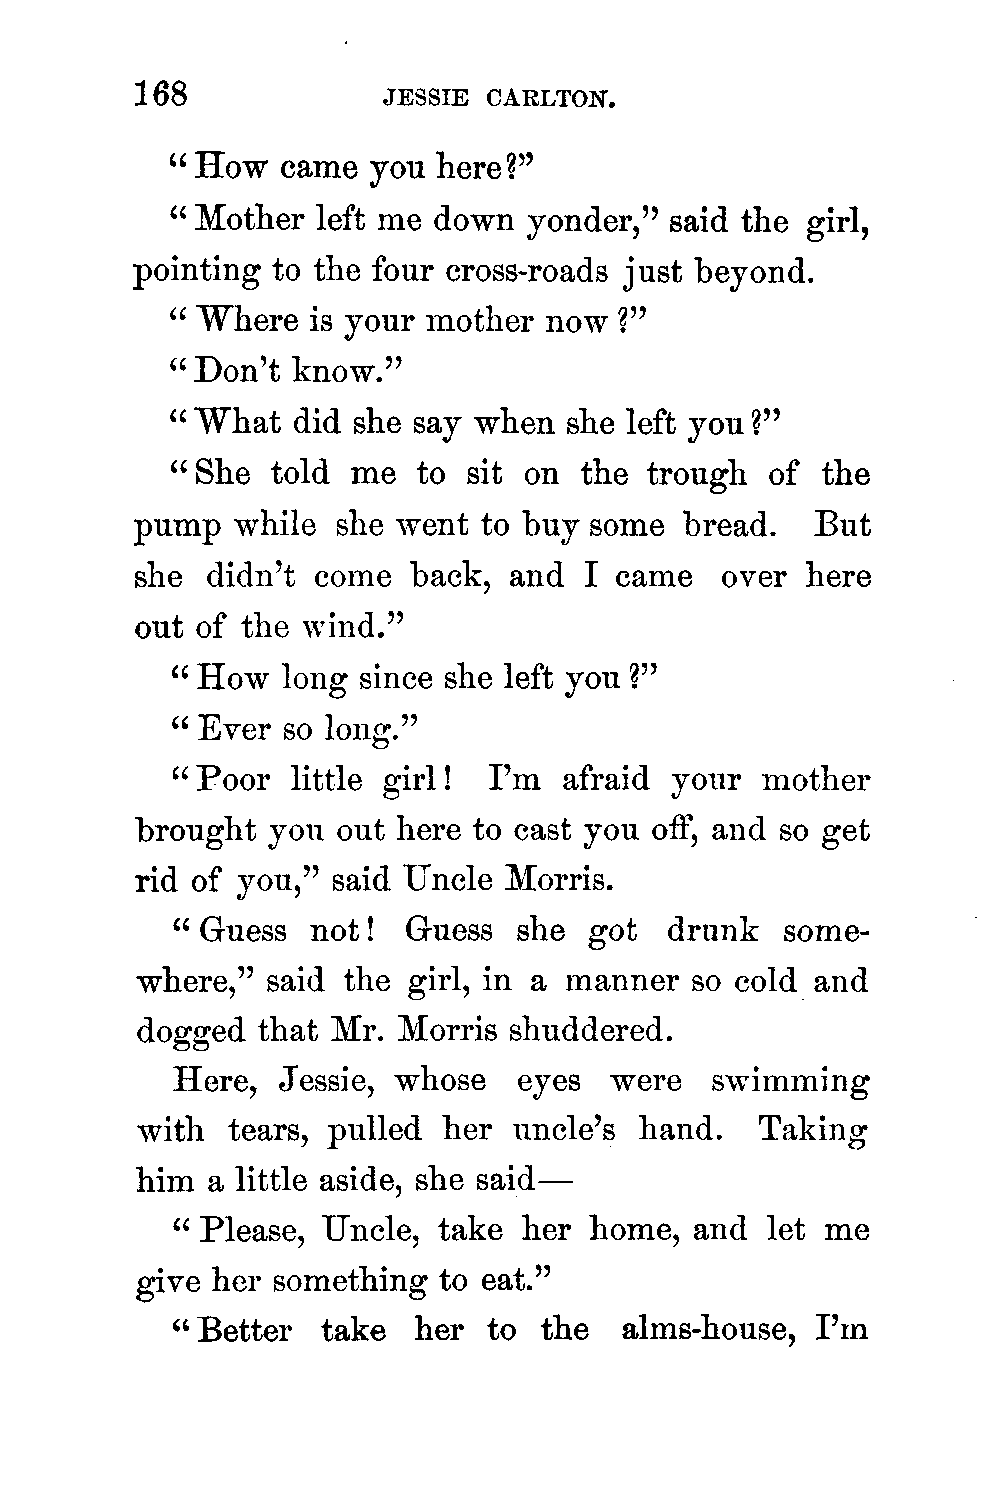 168 JESSIE CARLTON.
“How came you here?”
“Mother left me down yonder,” said the girl,
pointing to the four cross-roads just beyond.
“Where is your mother now?”
“Don’t know.”
“What did she say when she left you?”
“She told me to sit on the trough of the
pump while she went to buy some bread. But
she didn’t come back, and I came over here
out of the wind.”
“How long since she left you?”
“Ever so long.”
“Poor little girl! I’m afraid your mother
brought you out here to cast you off, and so get
rid of you,” said Uncle Morris.
“Guess not! Guess she got drunk some-
where,” said the girl, in a manner so cold and
dogged that Mr. Morris shuddered.
Here, Jessie, whose eyes were swimming
with tears, pulled her uncle’s hand. Taking
him a little aside, she said—
“Please, Uncle, take her home, and let me
give her something to eat.”
“Better take her to the alms-house, I’m